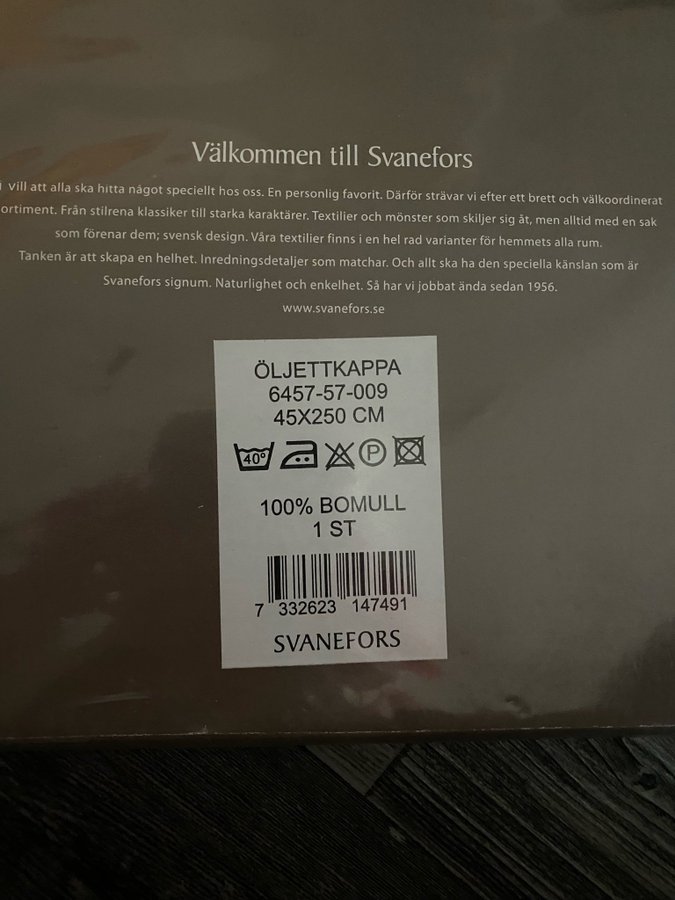 Välkommen till Svanefors
vill att alla ska hitta något speciellt hos oss. En personlig favorit. Därför strävar vi efter ett brett och välkoordinerat
ortiment. Från stilrena klassiker till starka karaktärer. Textilier och mönster som skiljer sig åt, men alltid med en sak
som förenar dem; svensk design. Våra textilier finns i en hel rad varianter för hemmets alla rum.
Tanken är att skapa en helhet. Inredningsdetaljer som matchar. Och allt ska ha den speciella känslan som är
Svanefors signum. Naturlighet och enkelhet. Så har vi jobbat ända sedan 1956.
www.svanefors.se
ÖLJETTKAPPA
6457-57-009
45X250 CM
40° P
100% BOMULL
1 ST
7 332623 147491
SVANEFORS